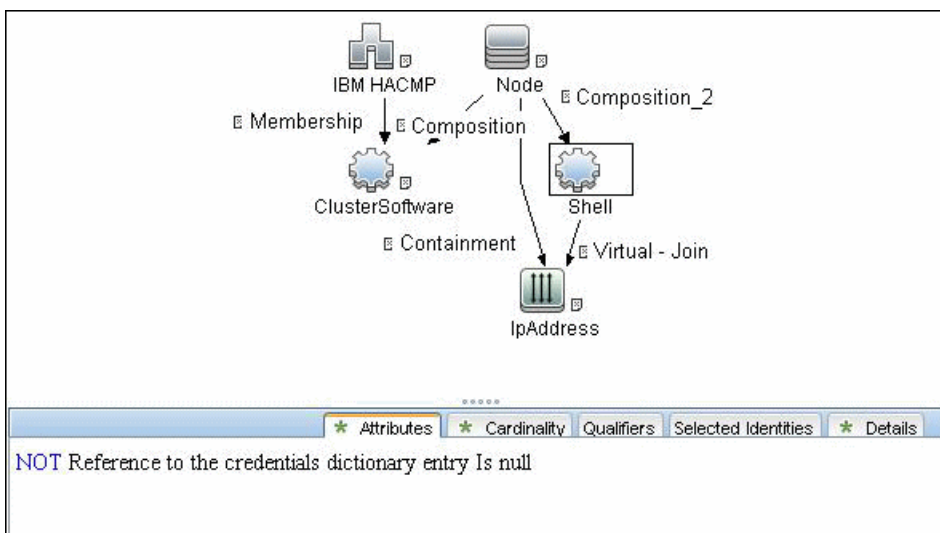 IBM HACMP
Node
Membership
Composition
Composition_2
ClusterSoftware
Shell
Containment
Virtual - Join
IpAddress
* Attributes
* Cardinality
Qualifiers
Selected Identities
* Details
NOT Reference to the credentials dictionary entry Is null